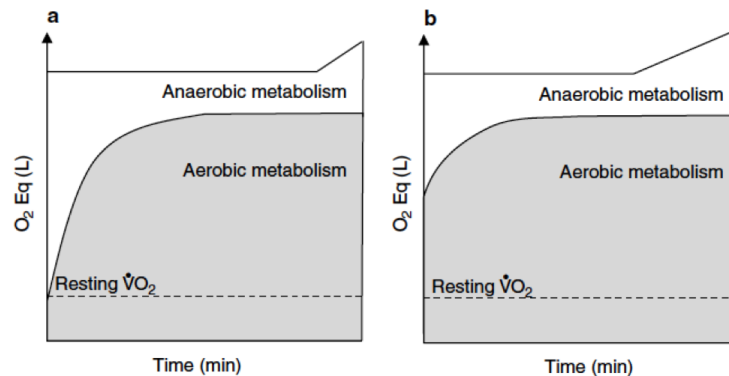 a
Anaerobic metabolism
Aerobic metabolism
O₂ Eq (L)
Resting V̇O₂
Time (min)
b
Anaerobic metabolism
Aerobic metabolism
O₂ Eq (L)
Resting V̇O₂
Time (min)